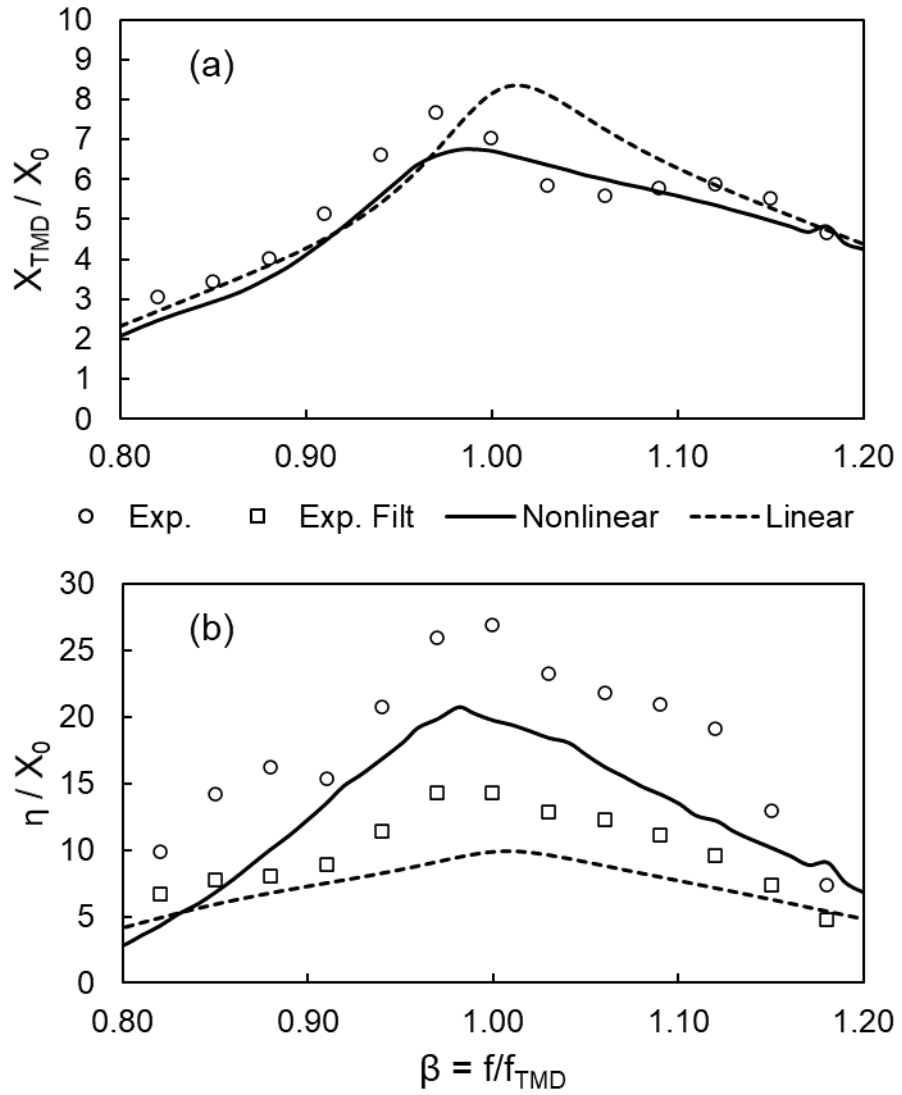 10
9
8
7
6
5
4
3
2
1
0
(a)
X_TMD / X_0
0.80 0.90 1.00 1.10 1.20
Exp. Exp. Filt Nonlinear Linear
30
25
20
15
10
5
0
(b)
η / X_0
0.80 0.90 1.00 1.10 1.20
β = f/f_TMD